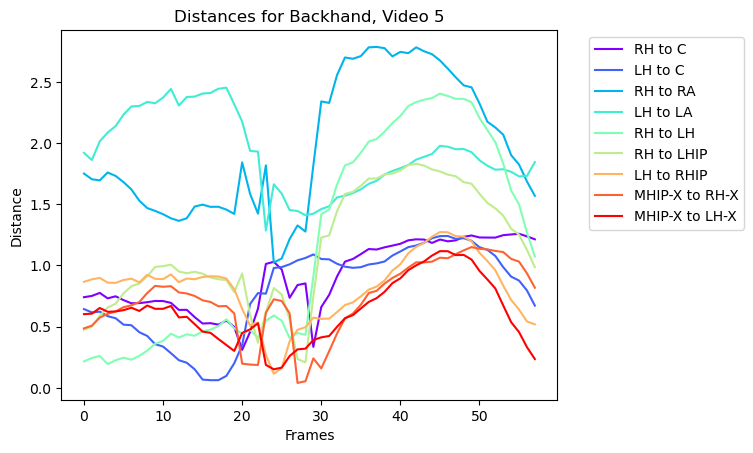 Distances for Backhand, Video 5
Distance
2.5
2.0
1.5
1.0
0.5
0.0
0 10 20 30 40 50
Frames
RH to C
LH to C
RH to RA
LH to LA
RH to LH
RH to LHIP
LH to RHIP
MHIP-X to RH-X
MHIP-X to LH-X